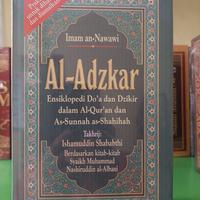 Imam an-Nawawi
Al-Adzkar
Ensiklopedi Do'a dan Dzikir
dalam Al-Qur'an dan
As-Sunnah as-Shahihah
Takhrij:
Ishamuddin Shababthi
Berdasarkan kitab-kitab
Syaikh Muhammad
Nashiruddin al-Albani